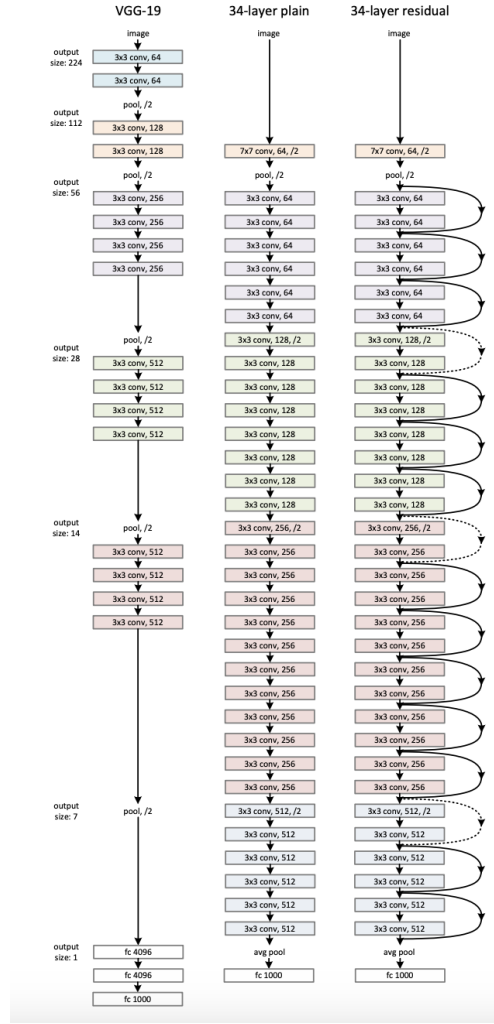 VGG-19
image
output
size: 224
3x3 conv, 64
3x3 conv, 64
pool, /2
output
size: 112
3x3 conv, 128
3x3 conv, 128
pool, /2
output
size: 56
3x3 conv, 256
3x3 conv, 256
3x3 conv, 256
3x3 conv, 256
pool, /2
output
size: 28
3x3 conv, 512
3x3 conv, 512
3x3 conv, 512
3x3 conv, 512
pool, /2
output
size: 14
3x3 conv, 512
3x3 conv, 512
3x3 conv, 512
3x3 conv, 512
pool, /2
output
size: 7
output
size: 1
fc 4096
fc 4096
fc 1000
34-layer plain
image
7x7 conv, 64, /2
pool, /2
3x3 conv, 64
3x3 conv, 64
3x3 conv, 64
3x3 conv, 64
3x3 conv, 64
3x3 conv, 64
3x3 conv, 128, /2
3x3 conv, 128
3x3 conv, 128
3x3 conv, 128
3x3 conv, 128
3x3 conv, 128
3x3 conv, 128
3x3 conv, 128
3x3 conv, 256, /2
3x3 conv, 256
3x3 conv, 256
3x3 conv, 256
3x3 conv, 256
3x3 conv, 256
3x3 conv, 256
3x3 conv, 256
3x3 conv, 256
3x3 conv, 256
3x3 conv, 256
3x3 conv, 256
3x3 conv, 512, /2
3x3 conv, 512
3x3 conv, 512
3x3 conv, 512
3x3 conv, 512
3x3 conv, 512
avg pool
fc 1000
34-layer residual
image
7x7 conv, 64, /2
pool, /2
3x3 conv, 64
3x3 conv, 64
3x3 conv, 64
3x3 conv, 64
3x3 conv, 64
3x3 conv, 64
3x3 conv, 128, /2
3x3 conv, 128
3x3 conv, 128
3x3 conv, 128
3x3 conv, 128
3x3 conv, 128
3x3 conv, 128
3x3 conv, 128
3x3 conv, 256, /2
3x3 conv, 256
3x3 conv, 256
3x3 conv, 256
3x3 conv, 256
3x3 conv, 256
3x3 conv, 256
3x3 conv, 256
3x3 conv, 256
3x3 conv, 256
3x3 conv, 256
3x3 conv, 256
3x3 conv, 512, /2
3x3 conv, 512
3x3 conv, 512
3x3 conv, 512
3x3 conv, 512
3x3 conv, 512
avg pool
fc 1000